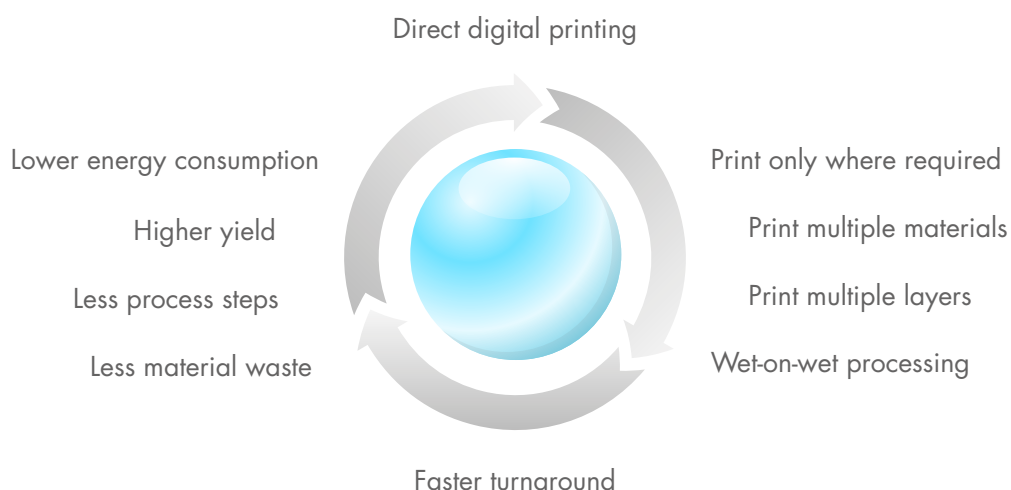 Direct digital printing
Lower energy consumption
Higher yield
Less process steps
Less material waste
Print only where required
Print multiple materials
Print multiple layers
Wet-on-wet processing
Faster turnaround